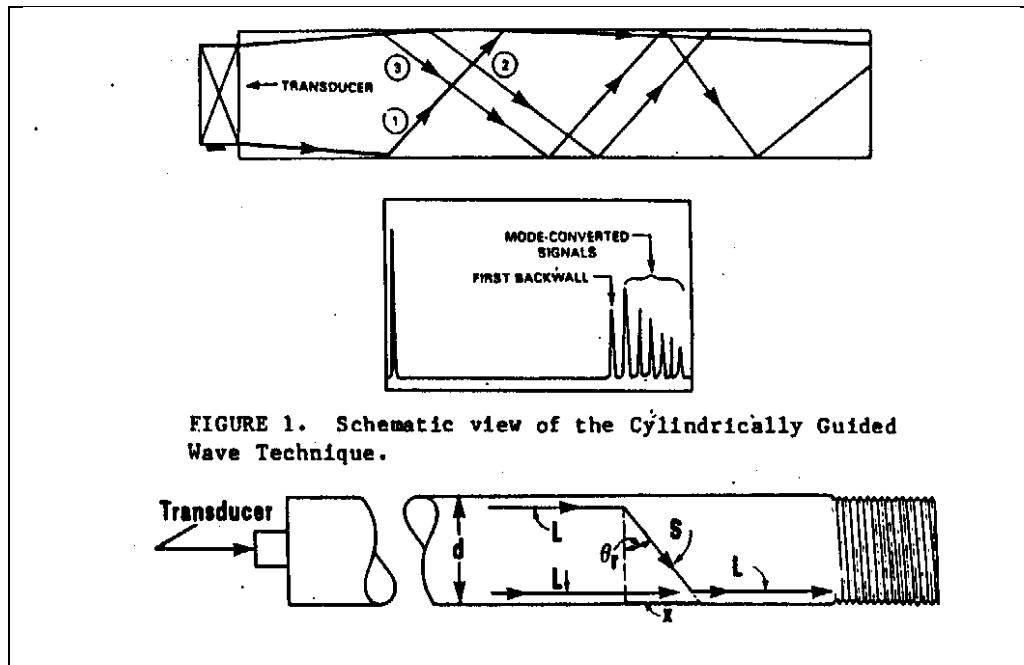 3
2
TRANSDUCER
1
MODE-CONVERTED
SIGNALS
FIRST BACKWALL
FIGURE 1. Schematic view of the Cylindrically Guided
Wave Technique.
Transducer
d
L
θr
S
L
L
x